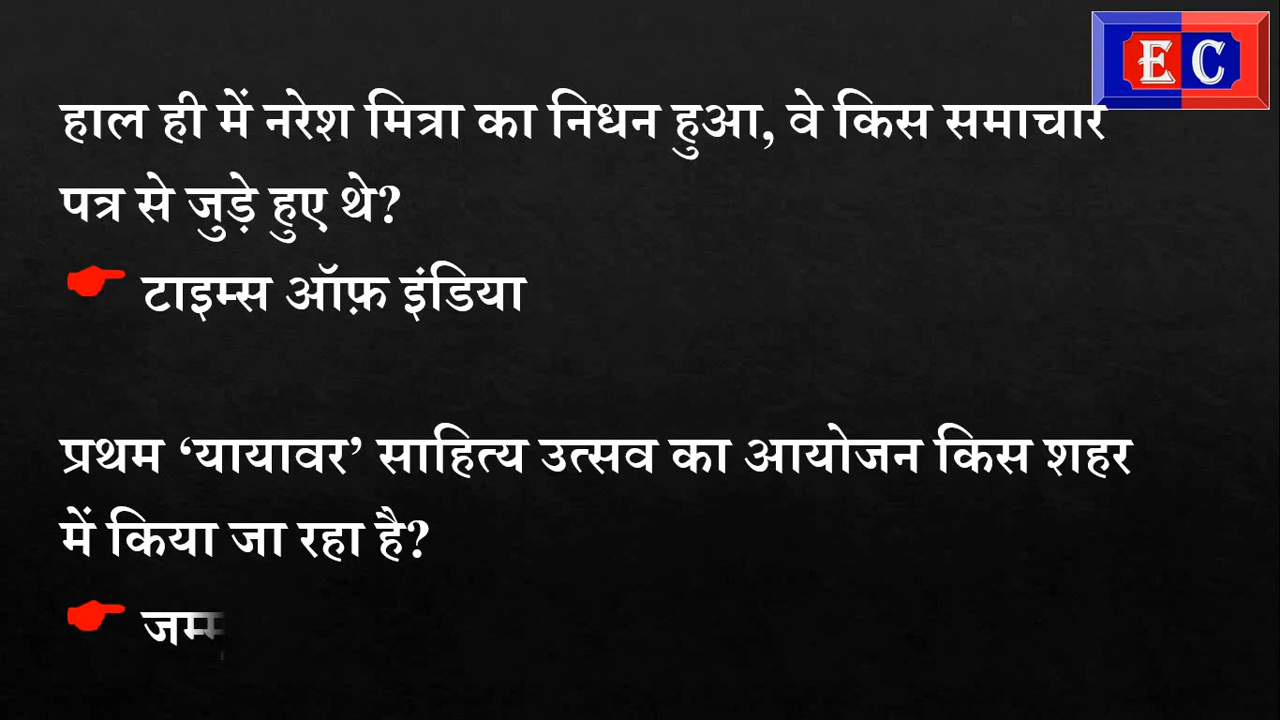 EC
हाल ही में नरेश मित्रा का निधन हुआ, वे किस समाचार
पत्र से जुड़े हुए थे?
टाइम्स ऑफ़ इंडिया
प्रथम ‘यायावर’ साहित्य उत्सव का आयोजन किस शहर
में किया जा रहा है?